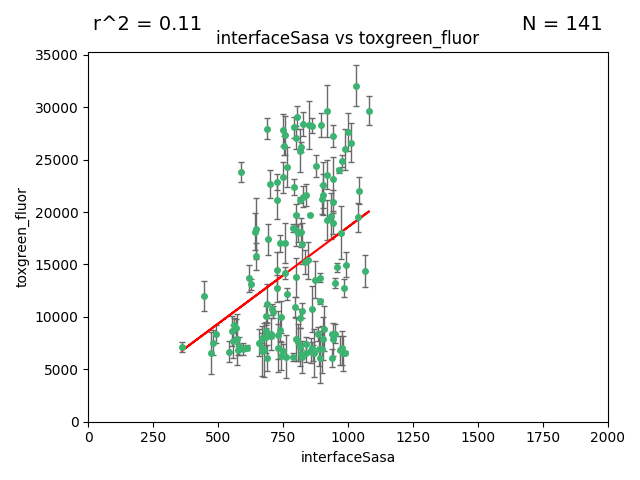 r^2 = 0.11
N = 141
interfaceSasa vs toxgreen_fluor
35000
30000
25000
20000
15000
10000
5000
0
toxgreen_fluor
0 250 500 750 1000 1250 1500 1750 2000
interfaceSasa